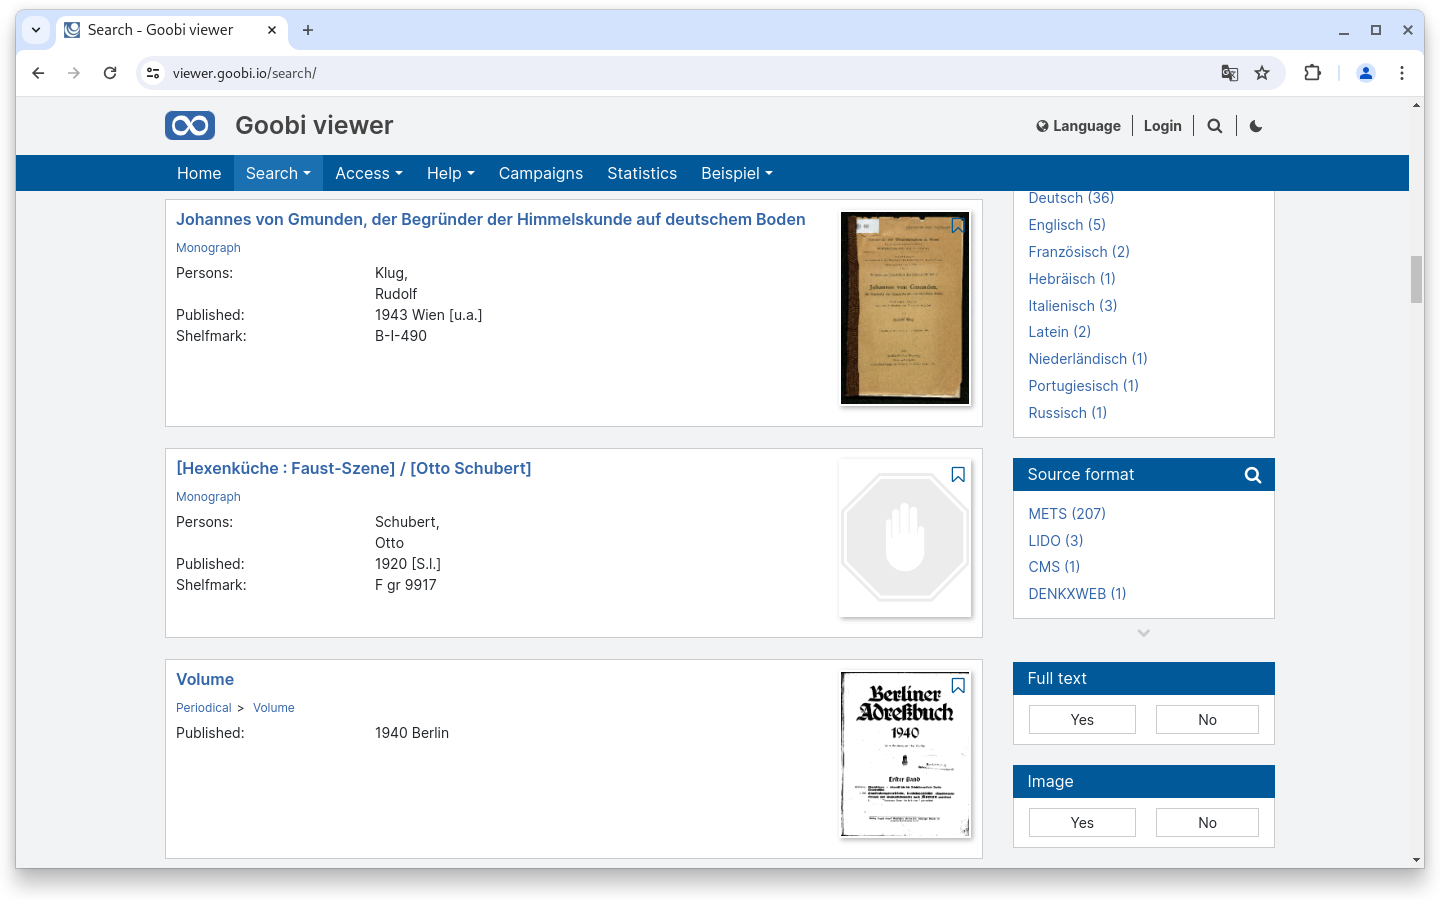 Search - Goobi viewer
viewer.goobi.io/search/
Goobi viewer
Language
Login
Home
Search
Access
Help
Campaigns
Statistics
Beispiel
Johannes von Gmunden, der Begründer der Himmelskunde auf deutschem Boden
Monograph
Persons: Klug,
Rudolf
Published: 1943 Wien [u.a.]
Shelfmark: B-I-490
Johannes von Gmunden,
[Hexenküche : Faust-Szene] / [Otto Schubert]
Monograph
Persons: Schubert,
Otto
Published: 1920 [S.l.]
Shelfmark: F gr 9917
Volume
Periodical > Volume
Published: 1940 Berlin
Berliner
Adreßbuch
1940
Erster Band
Deutsch (36)
Englisch (5)
Französisch (2)
Hebräisch (1)
Italienisch (3)
Latein (2)
Niederländisch (1)
Portugiesisch (1)
Russisch (1)
Source format
METS (207)
LIDO (3)
CMS (1)
DENKXWEB (1)
Full text
Yes No
Image
Yes No